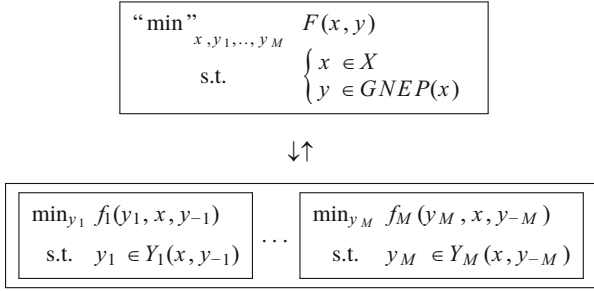 “min”_{x,y_1,..,y_M} F(x,y)
s.t. { x ∈ X
y ∈ GNEP(x)
↓↑
min_{y_1} f_1(y_1, x, y_{−1}) ... min_{y_M} f_M(y_M, x, y_{−M})
s.t. y_1 ∈ Y_1(x, y_{−1}) s.t. y_M ∈ Y_M(x, y_{−M})